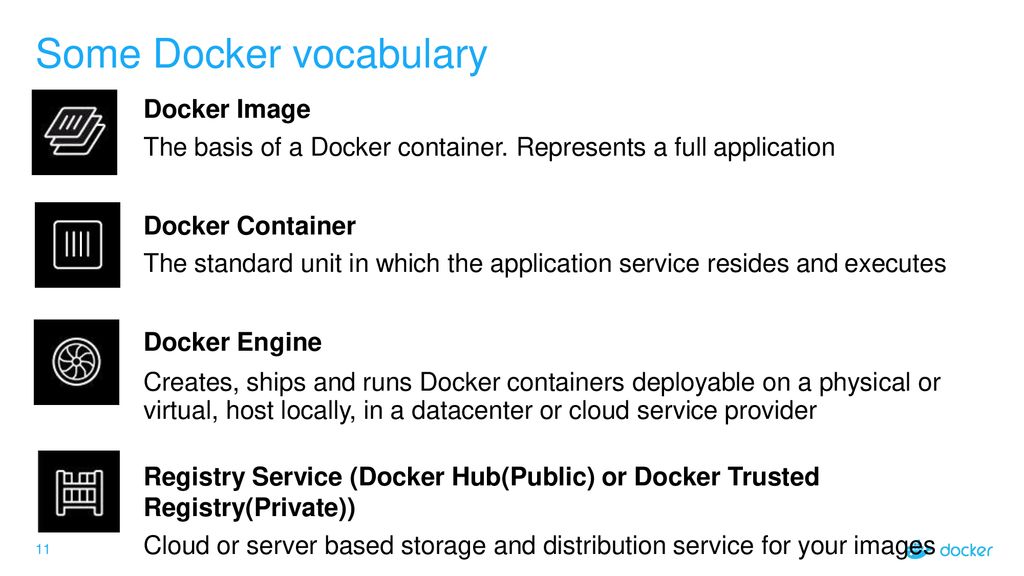 Some Docker vocabulary
Docker Image
The basis of a Docker container. Represents a full application
Docker Container
The standard unit in which the application service resides and executes
Docker Engine
Creates, ships and runs Docker containers deployable on a physical or
virtual, host locally, in a datacenter or cloud service provider
Registry Service (Docker Hub(Public) or Docker Trusted
Registry(Private))
Cloud or server based storage and distribution service for your images
11
docker